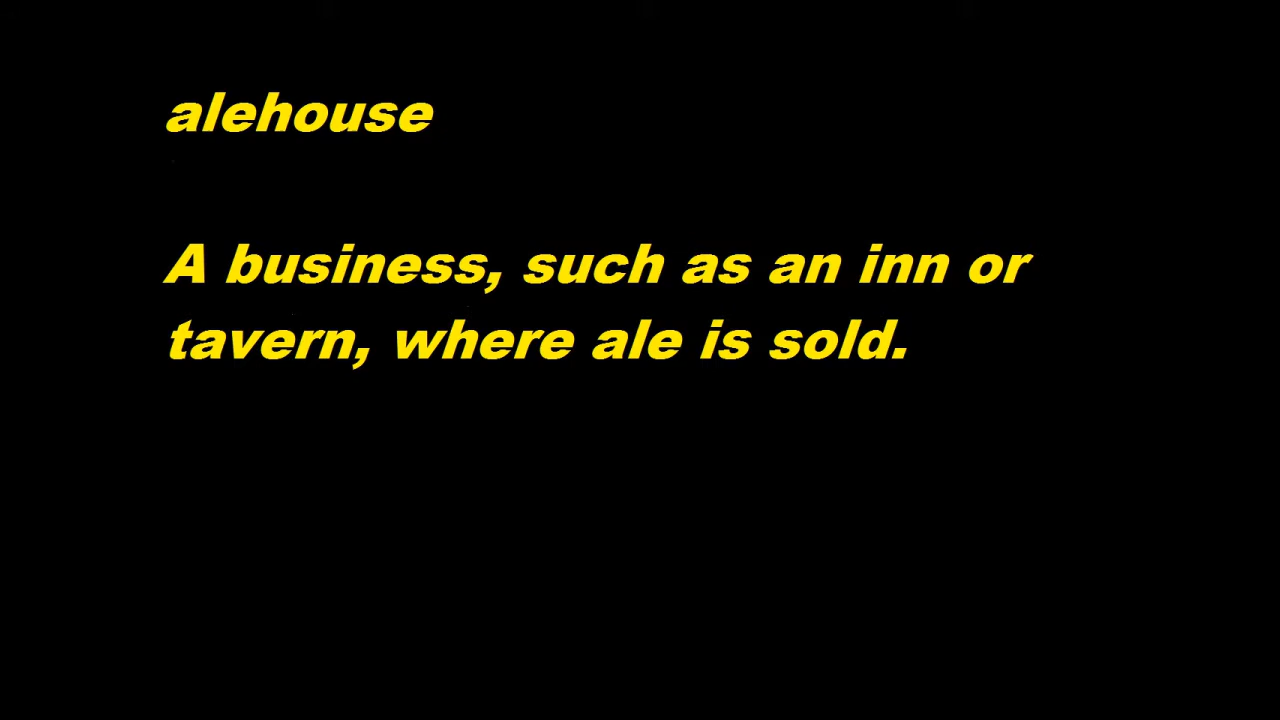 alehouse
A business, such as an inn or
tavern, where ale is sold.